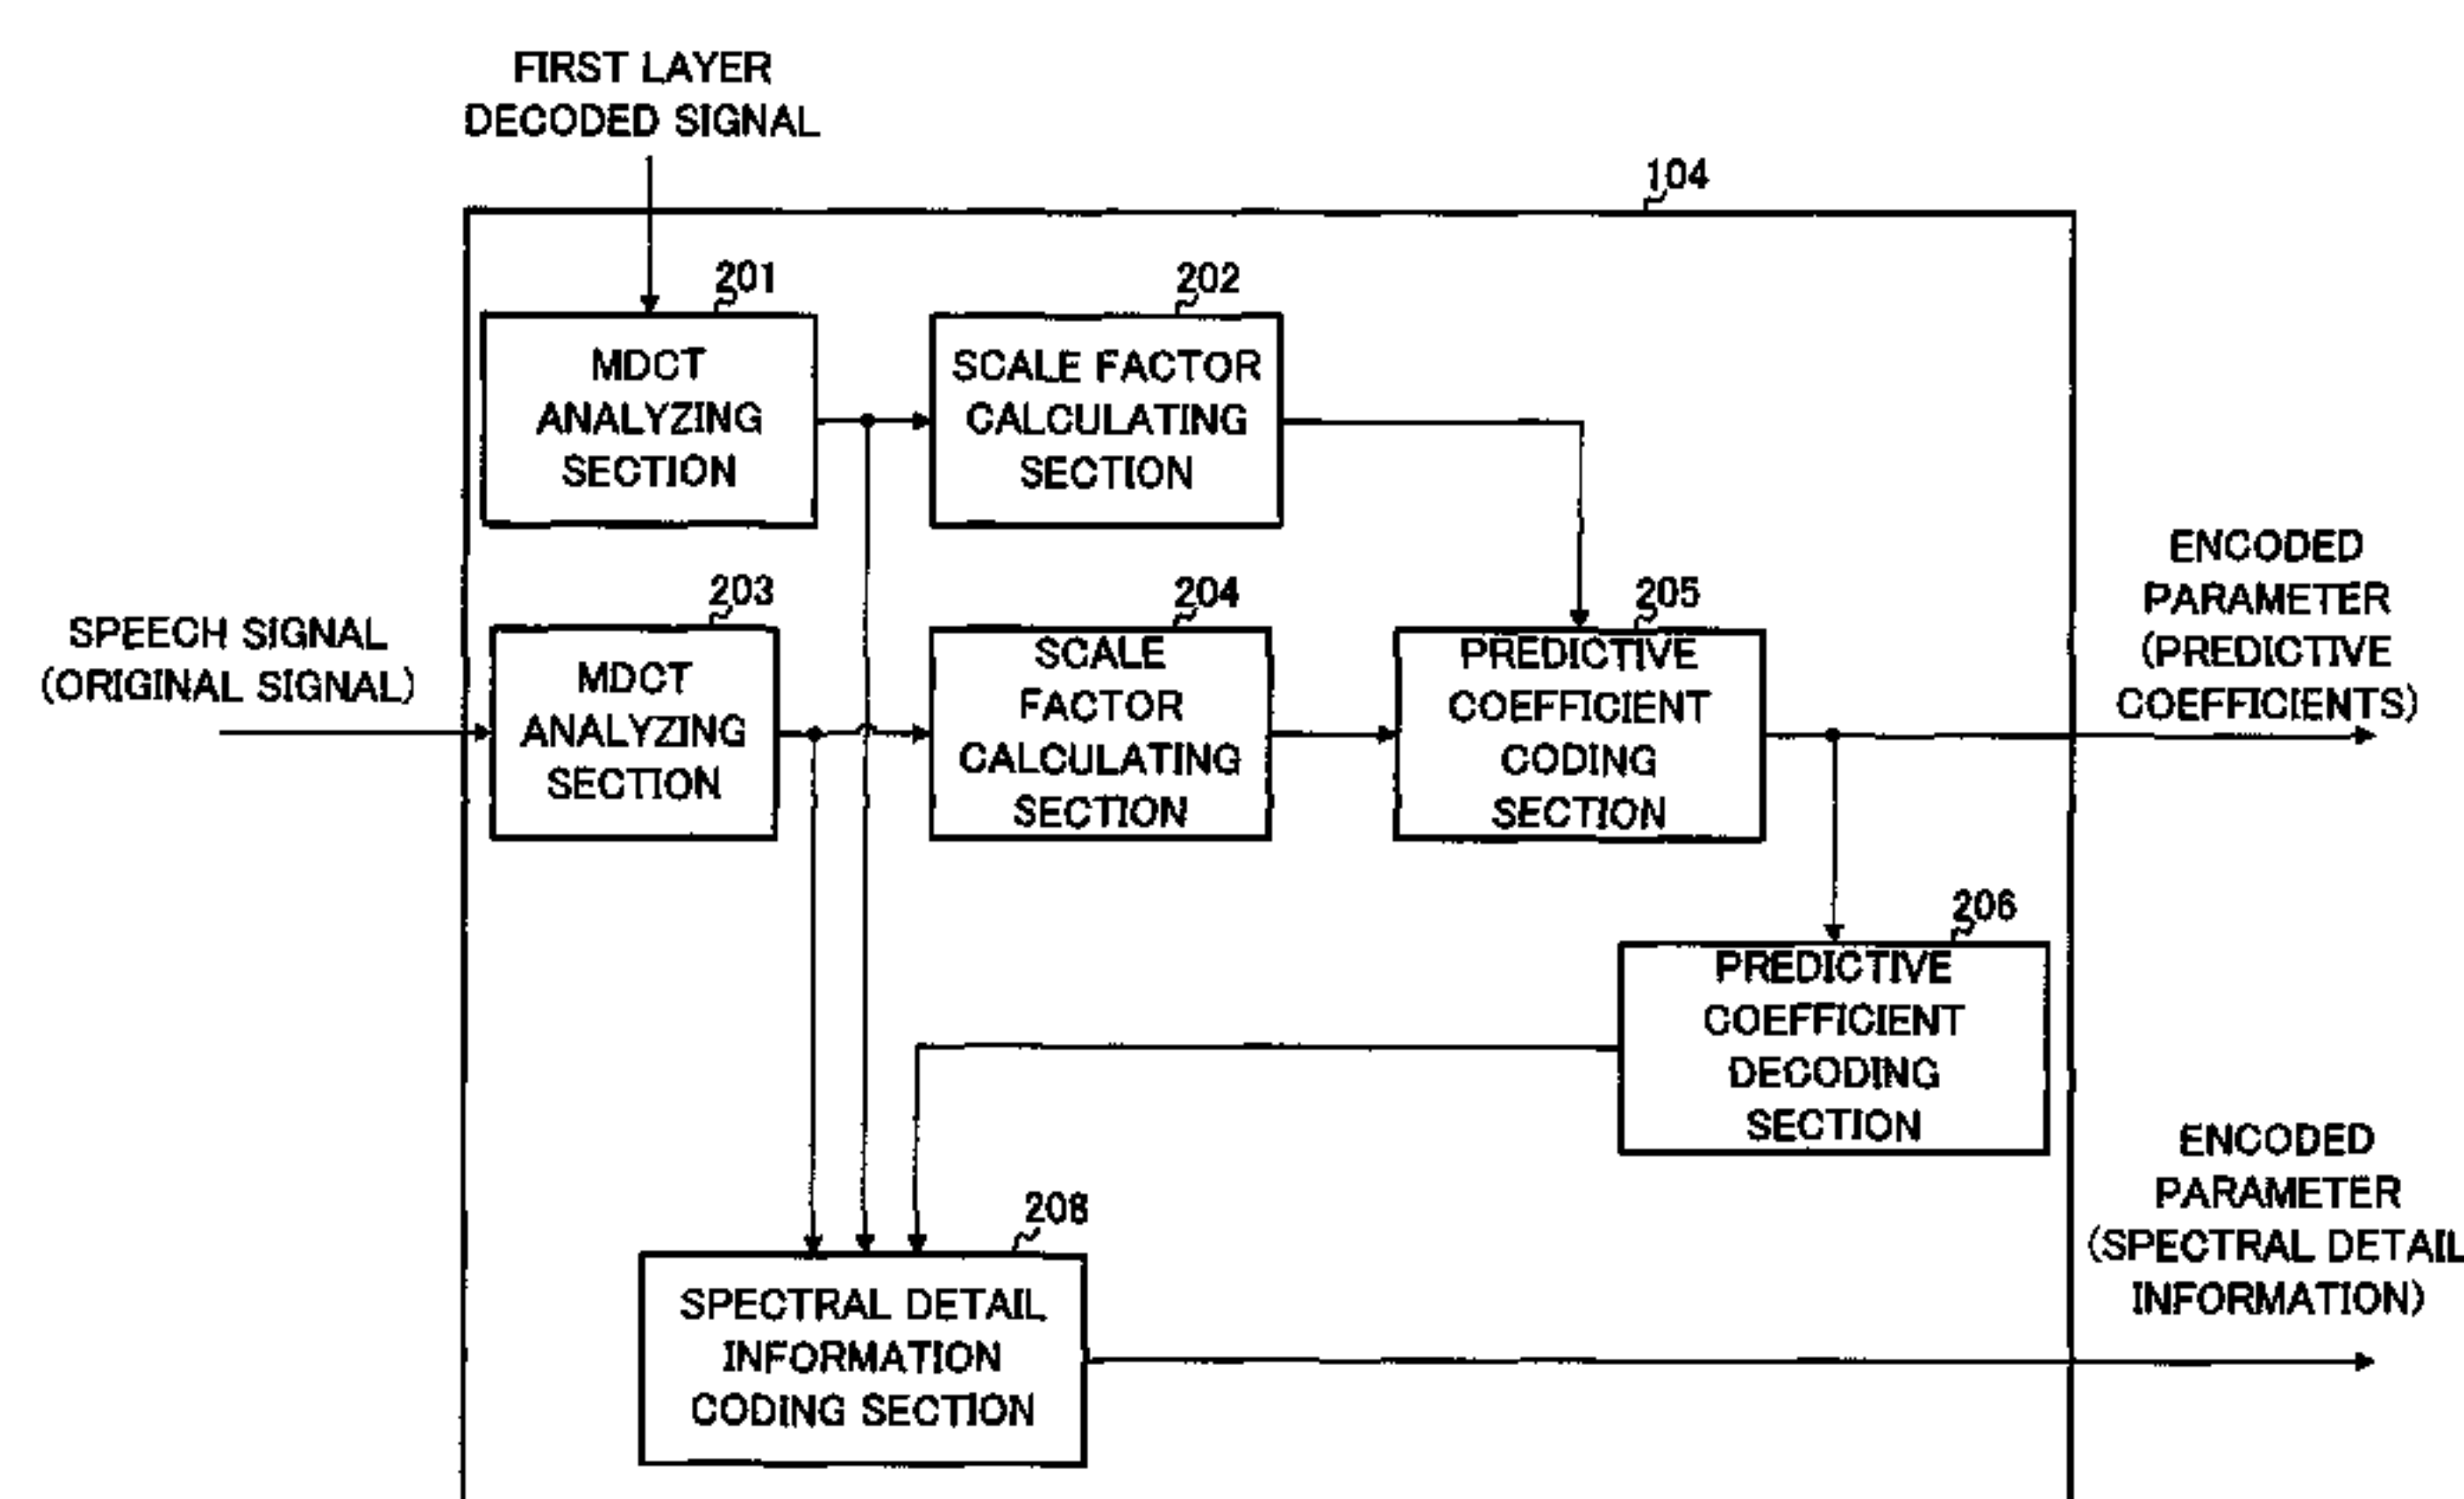 FIRST LAYER
DECODED SIGNAL
104
201
MDCT
ANALYZING
SECTION
202
SCALE FACTOR
CALCULATING
SECTION
SPEECH SIGNAL
(ORIGINAL SIGNAL)
203
MDCT
ANALYZING
SECTION
204
SCALE
FACTOR
CALCULATING
SECTION
205
PREDICTIVE
COEFFICIENT
CODING
SECTION
ENCODED
PARAMETER
(PREDICTIVE
COEFFICIENTS)
206
PREDICTIVE
COEFFICIENT
DECODING
SECTION
208
SPECTRAL DETAIL
INFORMATION
CODING SECTION
ENCODED
PARAMETER
(SPECTRAL DETAIL
INFORMATION)